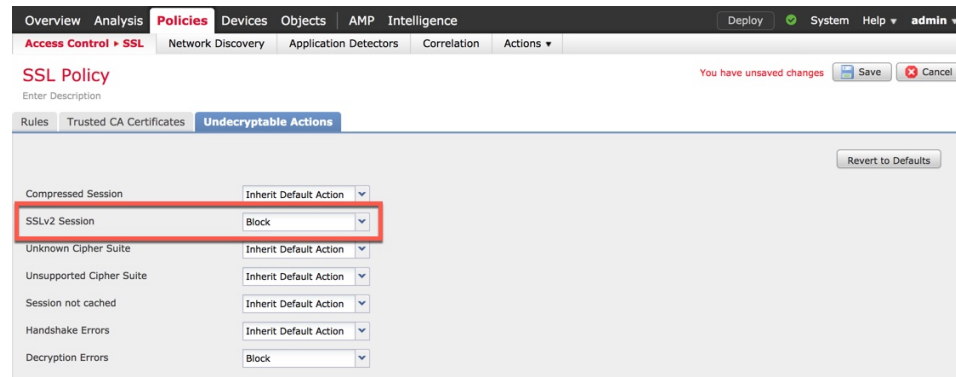 Overview Analysis Policies Devices Objects AMP Intelligence Deploy System Help admin
Access Control ▸ SSL Network Discovery Application Detectors Correlation Actions
SSL Policy
You have unsaved changes Save Cancel
Enter Description
Rules Trusted CA Certificates Undecryptable Actions
Revert to Defaults
Compressed Session Inherit Default Action
SSLv2 Session Block
Unknown Cipher Suite Inherit Default Action
Unsupported Cipher Suite Inherit Default Action
Session not cached Inherit Default Action
Handshake Errors Inherit Default Action
Decryption Errors Block